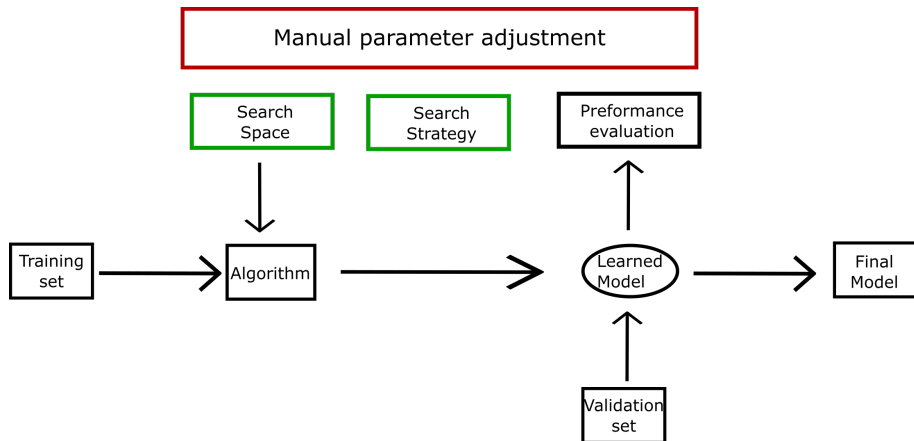 Manual parameter adjustment
Search
Space
Search
Strategy
Preformance
evaluation
Training
set
Algorithm
Learned
Model
Final
Model
Validation
set